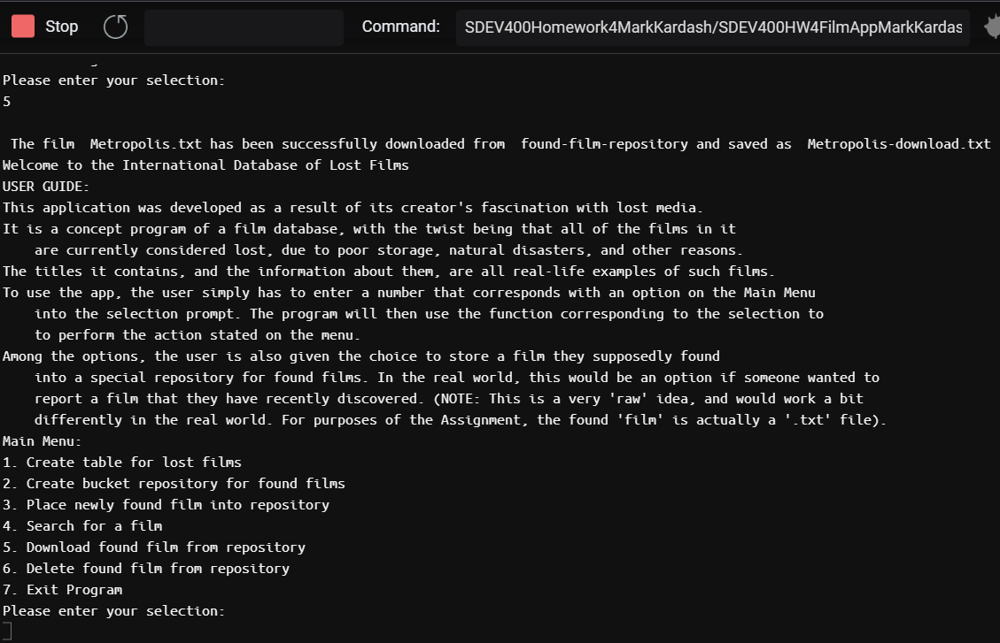 Stop
Command:
SDEV400Homework4MarkKardash/SDEV400HW4FilmAppMarkKardas
Please enter your selection:
5
The film  Metropolis.txt has been successfully downloaded from  found-film-repository and saved as  Metropolis-download.txt
Welcome to the International Database of Lost Films
USER GUIDE:
This application was developed as a result of its creator's fascination with lost media.
It is a concept program of a film database, with the twist being that all of the films in it
are currently considered lost, due to poor storage, natural disasters, and other reasons.
The titles it contains, and the information about them, are all real-life examples of such films.
To use the app, the user simply has to enter a number that corresponds with an option on the Main Menu
into the selection prompt. The program will then use the function corresponding to the selection to
to perform the action stated on the menu.
Among the options, the user is also given the choice to store a film they supposedly found
into a special repository for found films. In the real world, this would be an option if someone wanted to
report a film that they have recently discovered. (NOTE: This is a very 'raw' idea, and would work a bit
differently in the real world. For purposes of the Assignment, the found 'film' is actually a '.txt' file).
Main Menu:
1. Create table for lost films
2. Create bucket repository for found films
3. Place newly found film into repository
4. Search for a film
5. Download found film from repository
6. Delete found film from repository
7. Exit Program
Please enter your selection: